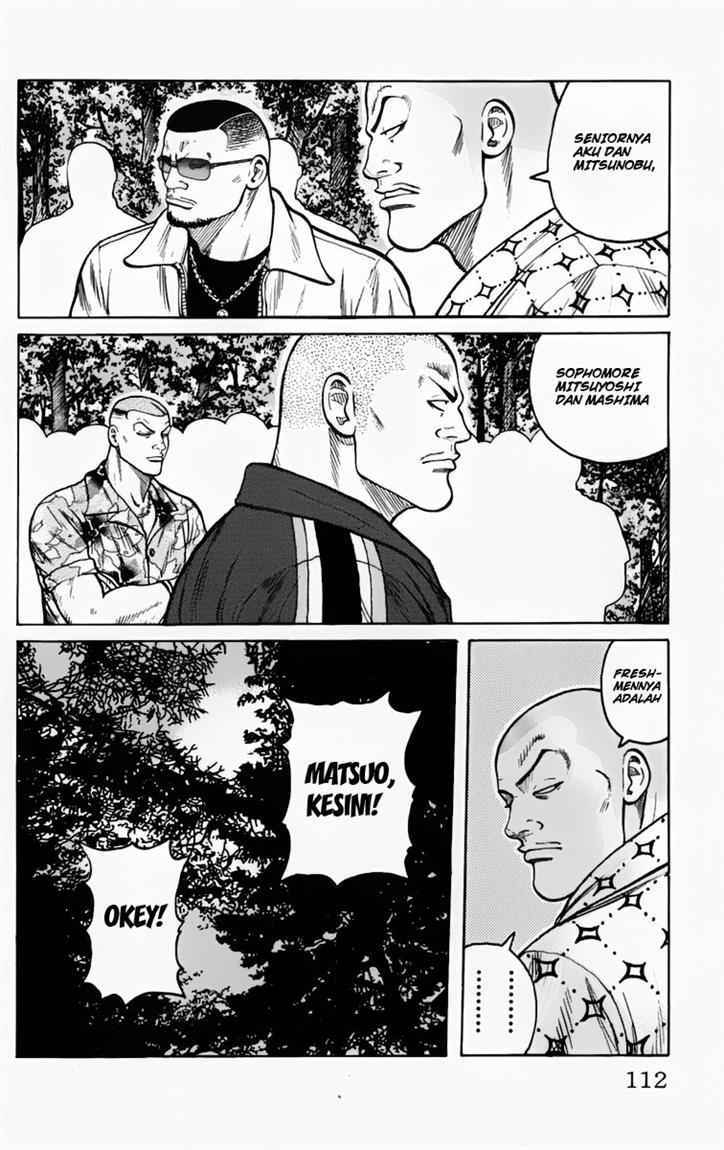 SENIORNYA
AKU DAN
MITSUNOBU,
SOPHOMORE
MITSUYOSHI
DAN MASHIMA
FRESH-
MENNYA
ADALAH
MATSUO,
KESINI!
OKEY!
112